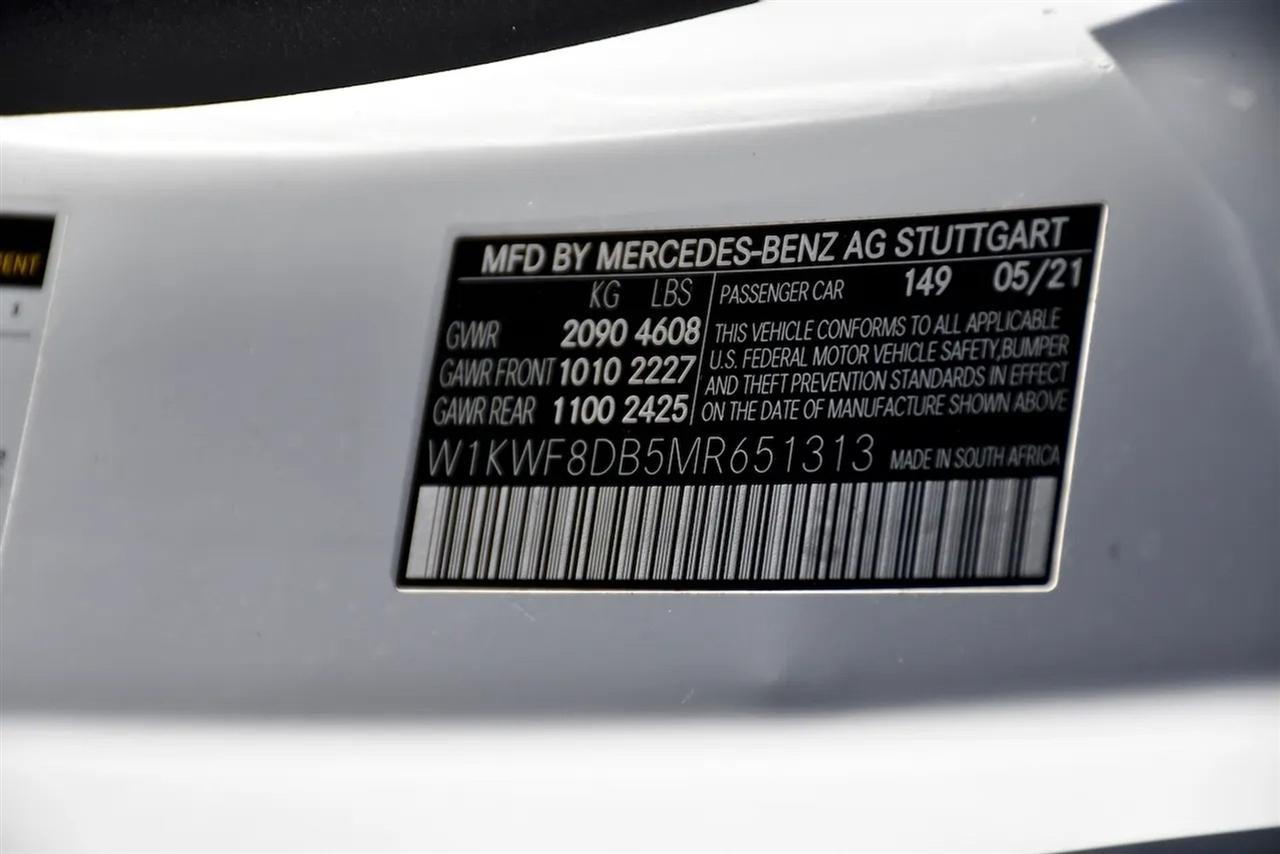 MFD BY MERCEDES-BENZ AG STUTTGART
KG LBS
GVWR 2090 4608
GAWR FRONT 1010 2227
GAWR REAR 1100 2425
PASSENGER CAR 149 05/21
THIS VEHICLE CONFORMS TO ALL APPLICABLE
U.S. FEDERAL MOTOR VEHICLE SAFETY,BUMPER
AND THEFT PREVENTION STANDARDS IN EFFECT
ON THE DATE OF MANUFACTURE SHOWN ABOVE
W1KWF8DB5MR651313 MADE IN SOUTH AFRICA